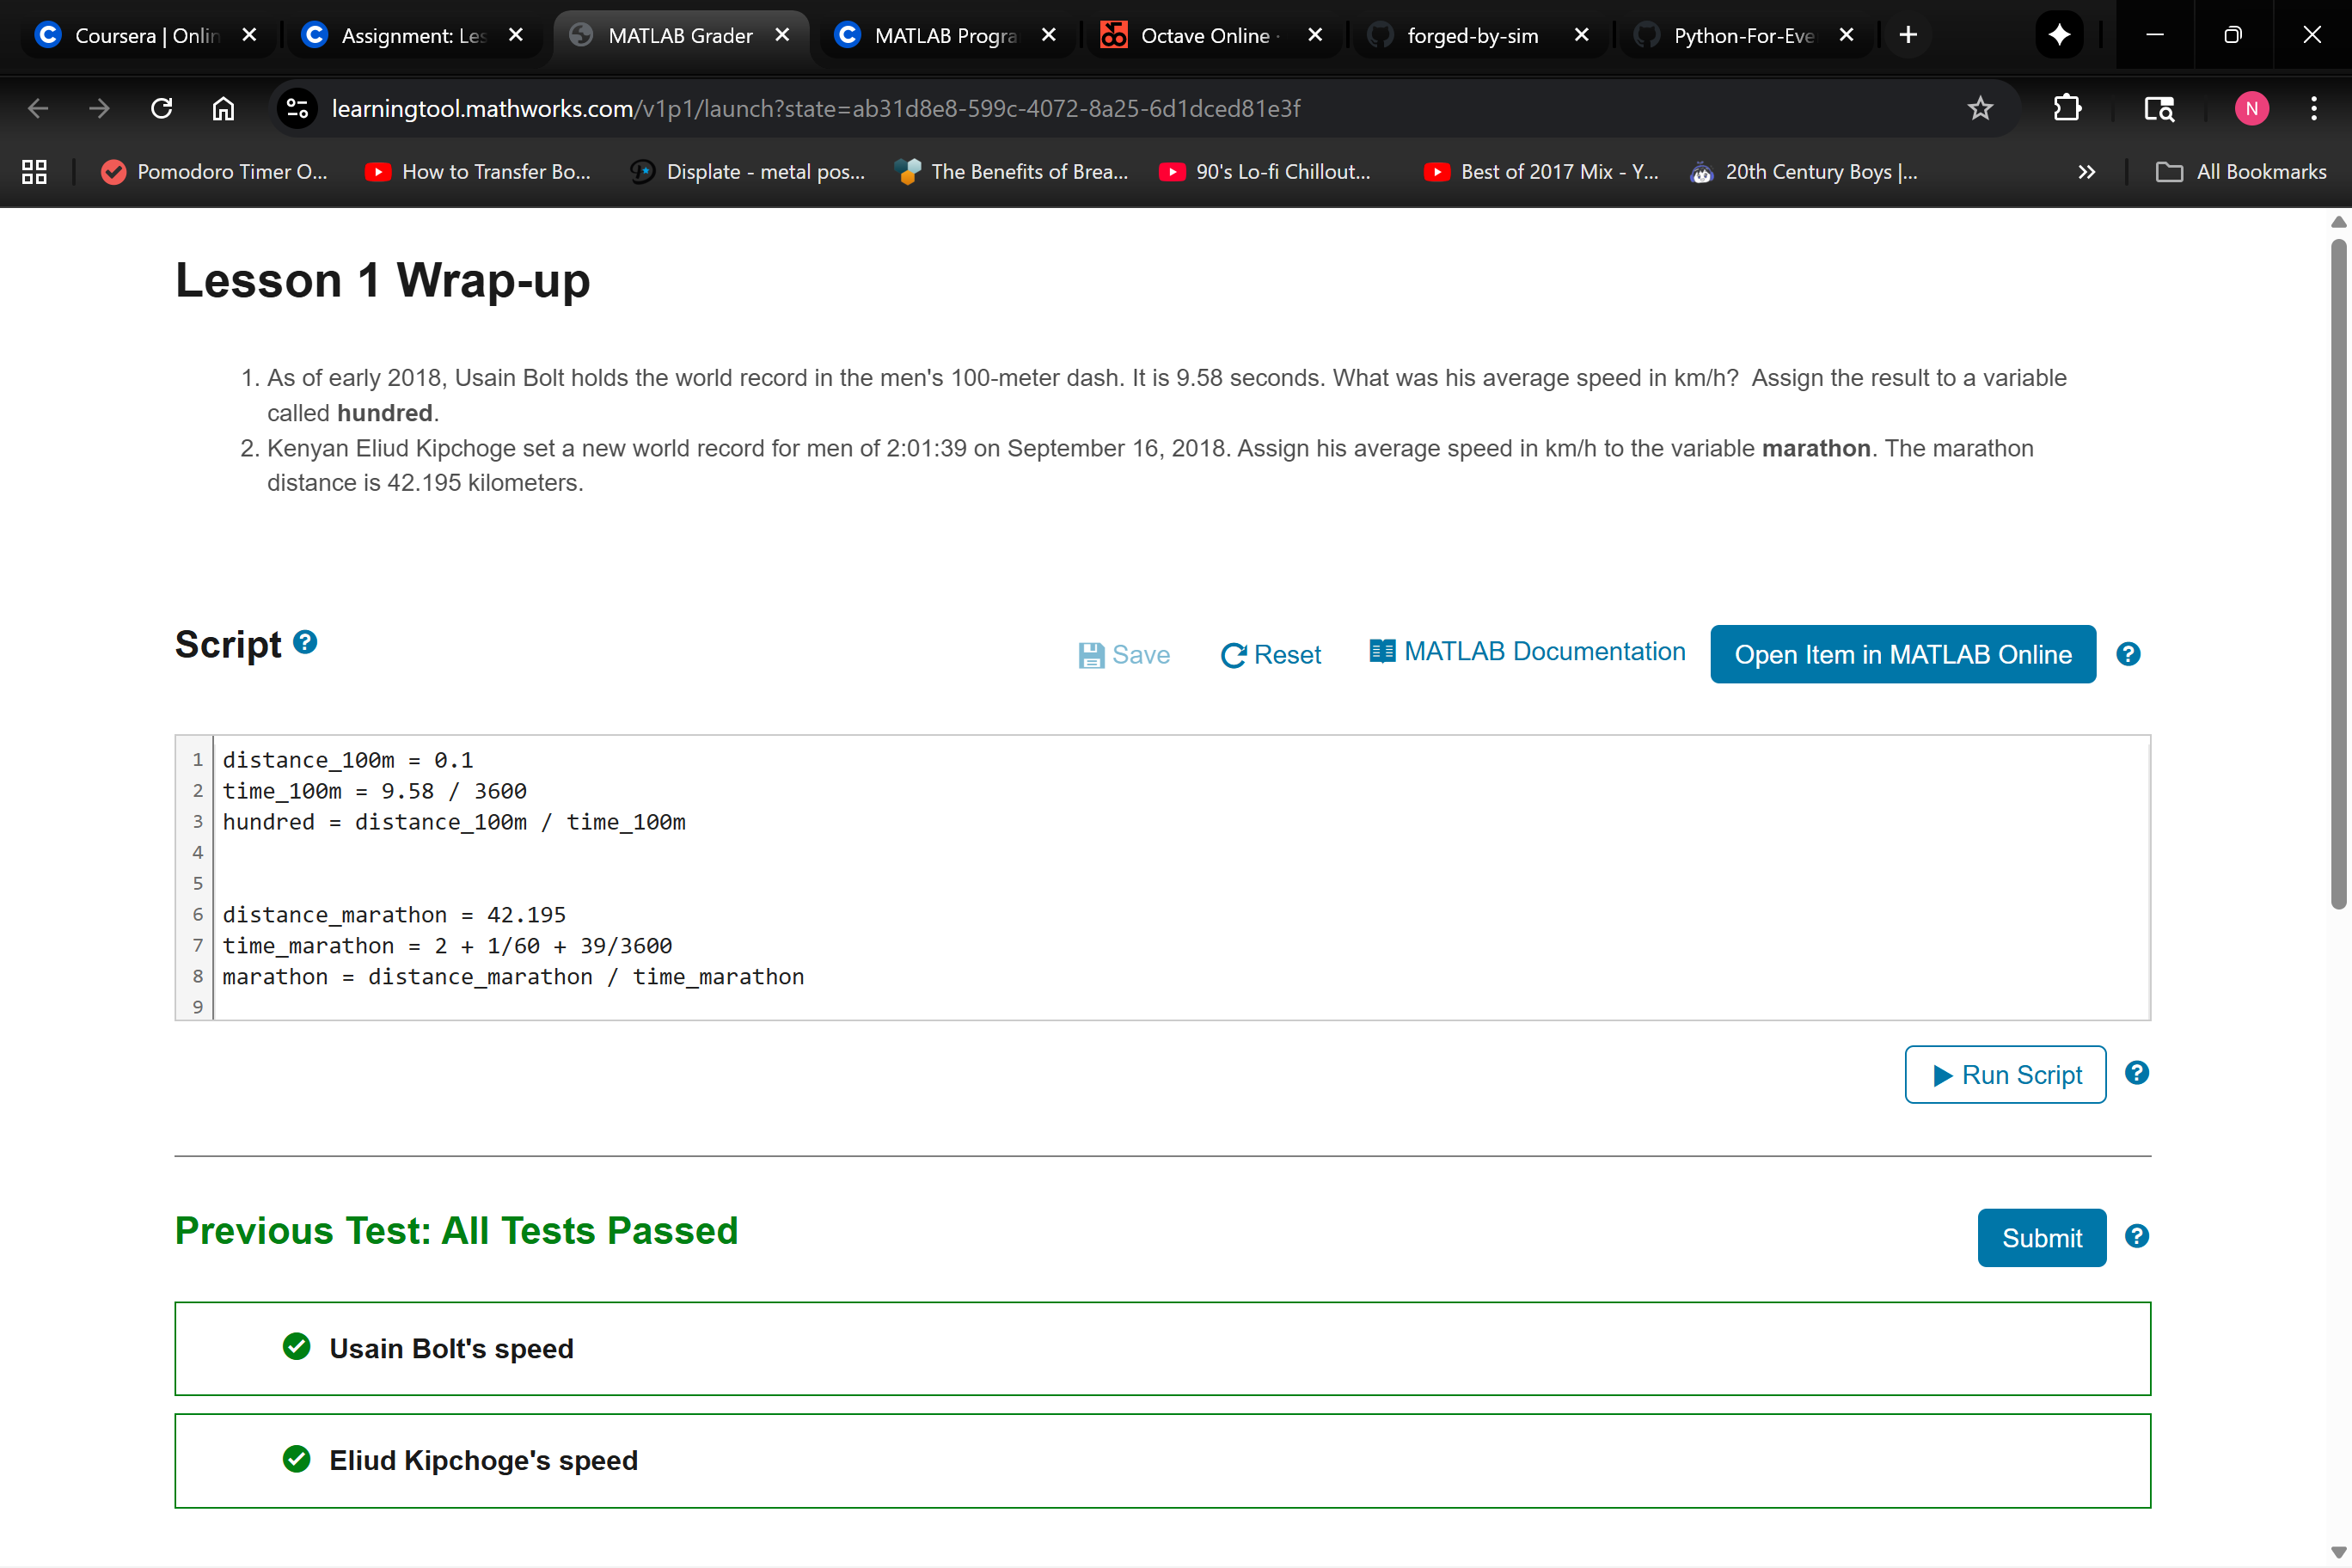 Coursera | Onlin
Assignment: Les
MATLAB Grader
MATLAB Progra
Octave Online ·
forged-by-sim
Python-For-Eve
learningtool.mathworks.com/v1p1/launch?state=ab31d8e8-599c-4072-8a25-6d1dced81e3f
N
Pomodoro Timer O...
How to Transfer Bo...
Displate - metal pos...
The Benefits of Brea...
90's Lo-fi Chillout...
Best of 2017 Mix - Y...
20th Century Boys |...
All Bookmarks
Lesson 1 Wrap-up
1. As of early 2018, Usain Bolt holds the world record in the men's 100-meter dash. It is 9.58 seconds. What was his average speed in km/h?  Assign the result to a variable
called hundred.
2. Kenyan Eliud Kipchoge set a new world record for men of 2:01:39 on September 16, 2018. Assign his average speed in km/h to the variable marathon. The marathon
distance is 42.195 kilometers.
Script ?
Save
Reset
MATLAB Documentation
Open Item in MATLAB Online
?
1 distance_100m = 0.1
2 time_100m = 9.58 / 3600
3 hundred = distance_100m / time_100m
4
5
6 distance_marathon = 42.195
7 time_marathon = 2 + 1/60 + 39/3600
8 marathon = distance_marathon / time_marathon
9
Run Script
?
Previous Test: All Tests Passed
Submit
?
Usain Bolt's speed
Eliud Kipchoge's speed